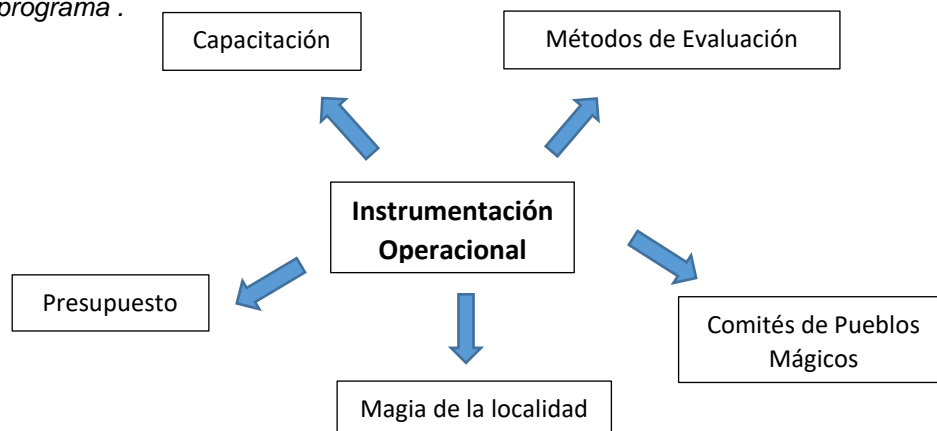 programa .
Capacitación
Métodos de Evaluación
Instrumentación
Operacional
Presupuesto
Comités de Pueblos
Mágicos
Magia de la localidad